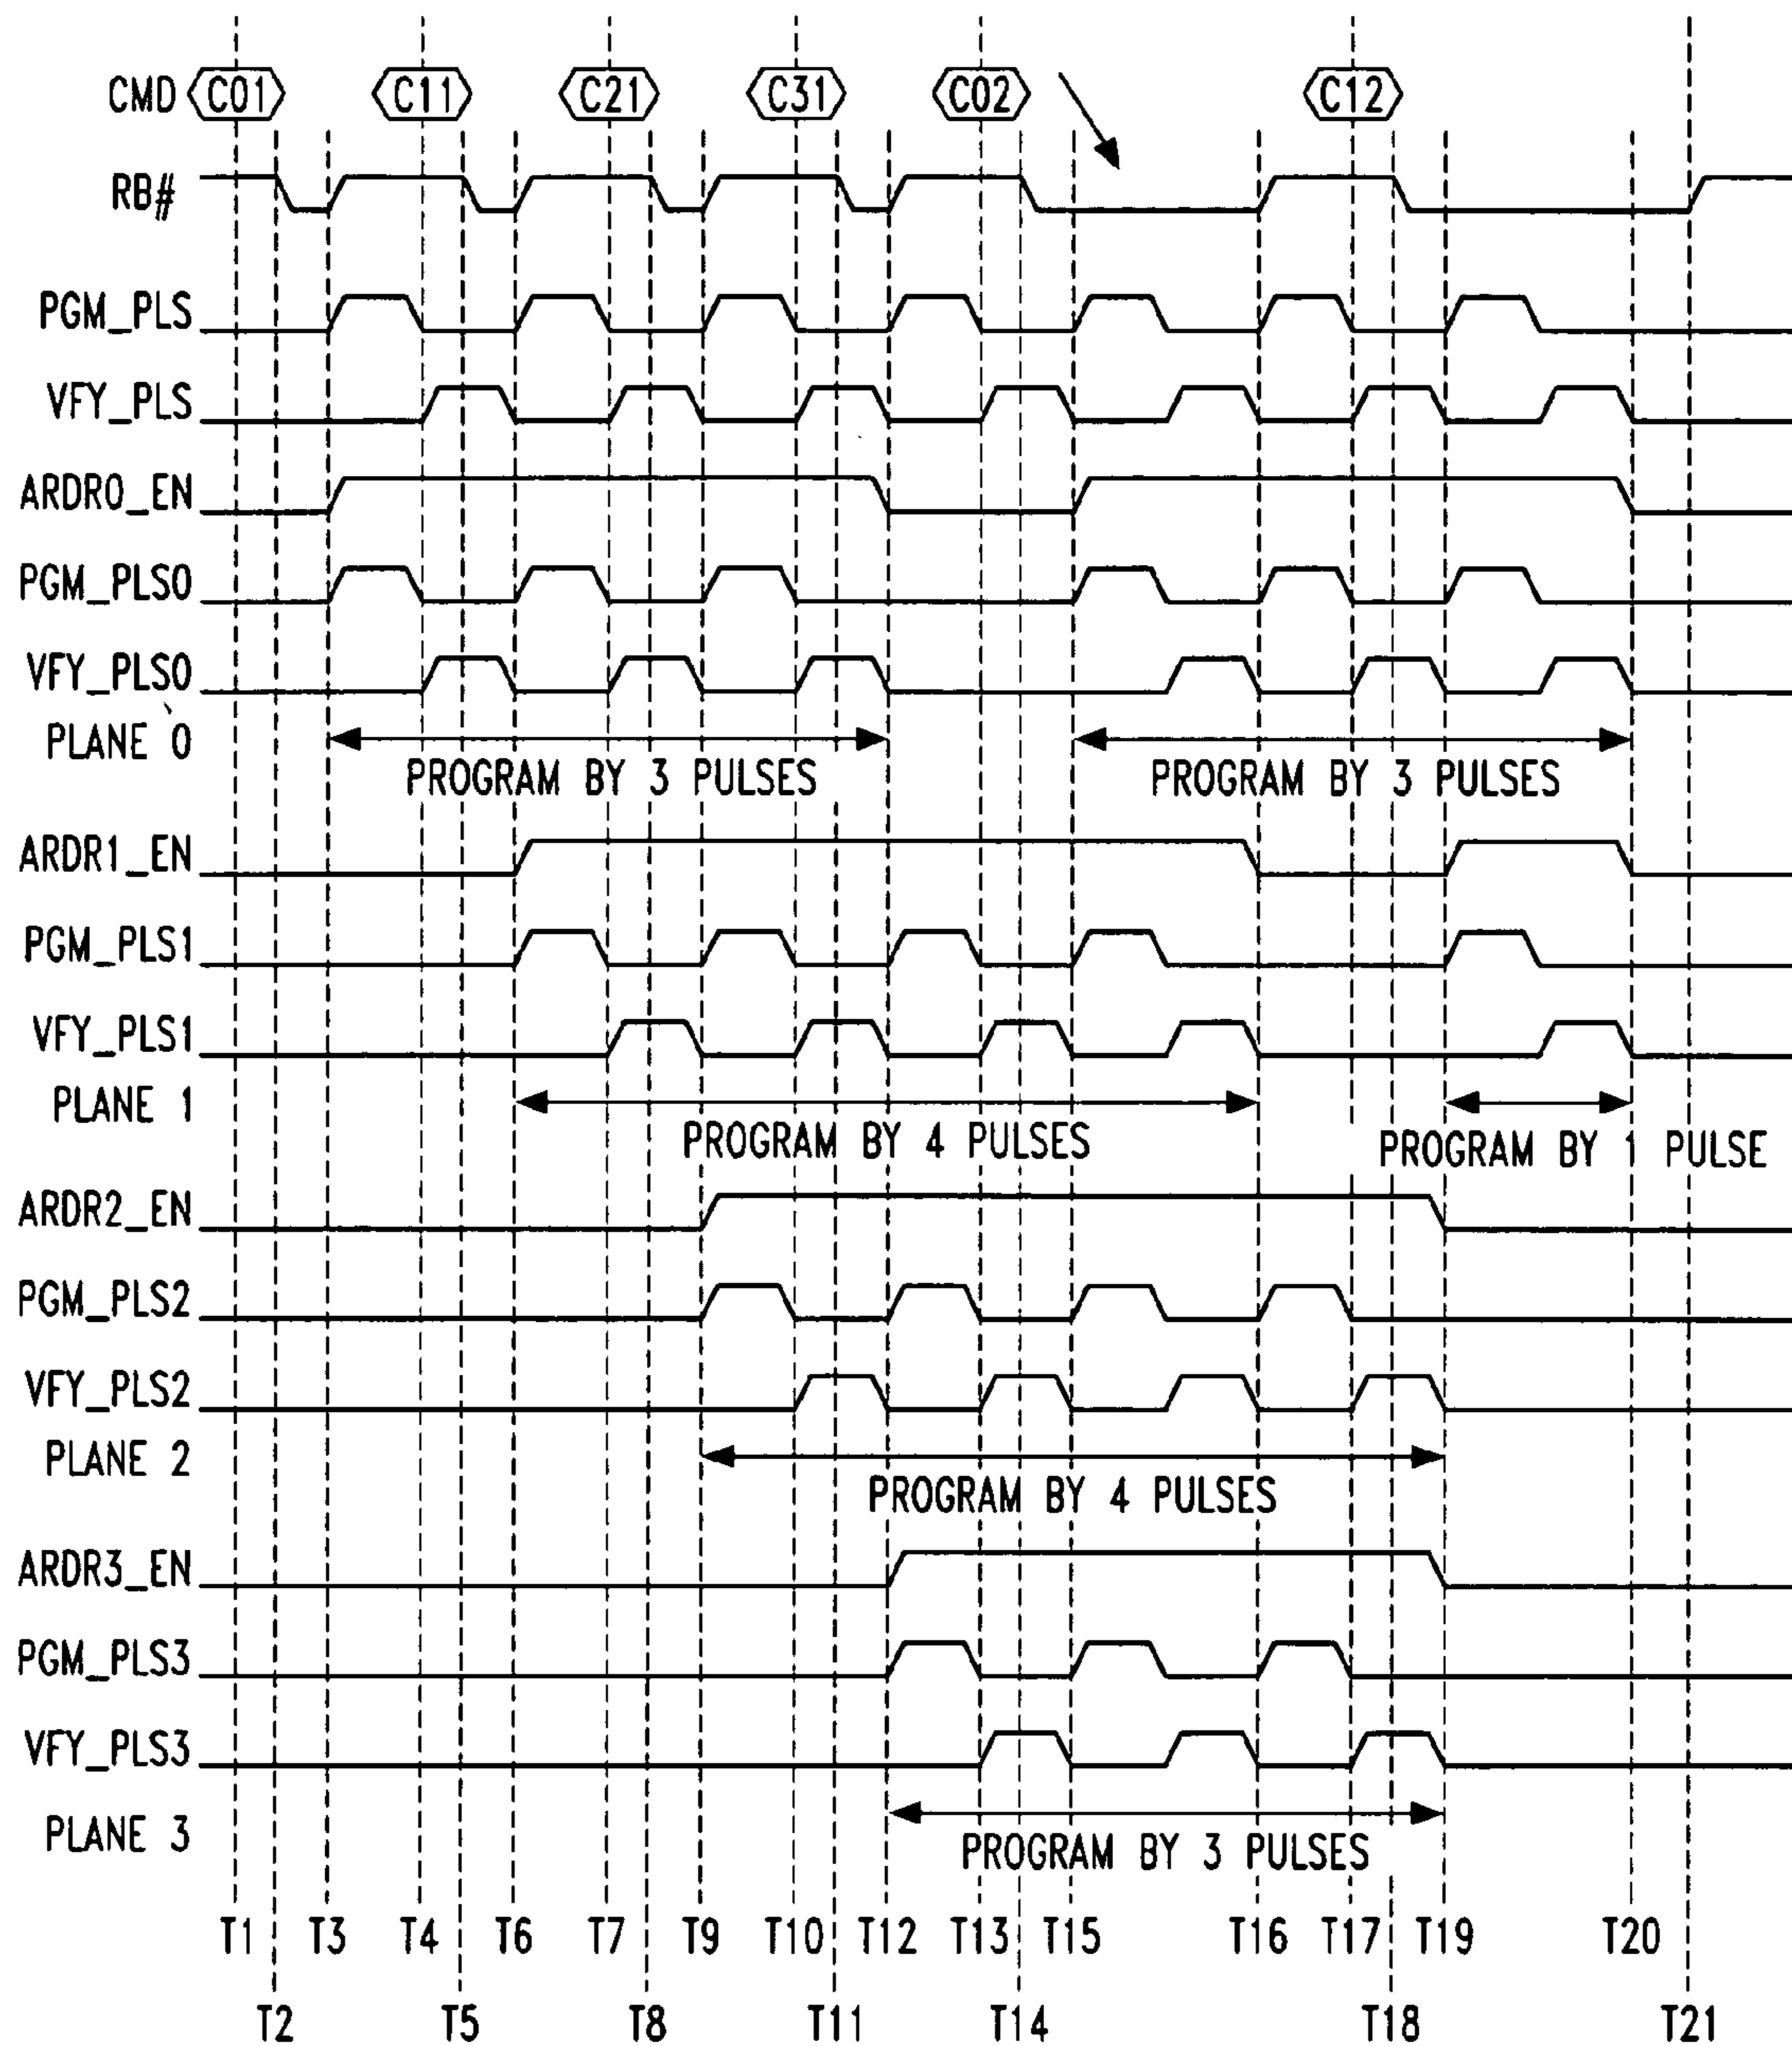 CMD C01 C11 C21 C31 C02 C12
RB#
PGM_PLS
VFY_PLS
ARDR0_EN
PGM_PLS0
VFY_PLS0
PLANE 0
PROGRAM BY 3 PULSES PROGRAM BY 3 PULSES
ARDR1_EN
PGM_PLS1
VFY_PLS1
PLANE 1
PROGRAM BY 4 PULSES PROGRAM BY 1 PULSE
ARDR2_EN
PGM_PLS2
VFY_PLS2
PLANE 2
PROGRAM BY 4 PULSES
ARDR3_EN
PGM_PLS3
VFY_PLS3
PLANE 3
PROGRAM BY 3 PULSES
T1 T3 T4 T6 T7 T9 T10 T12 T13 T15 T16 T17 T19 T20
T2 T5 T8 T11 T14 T18 T21